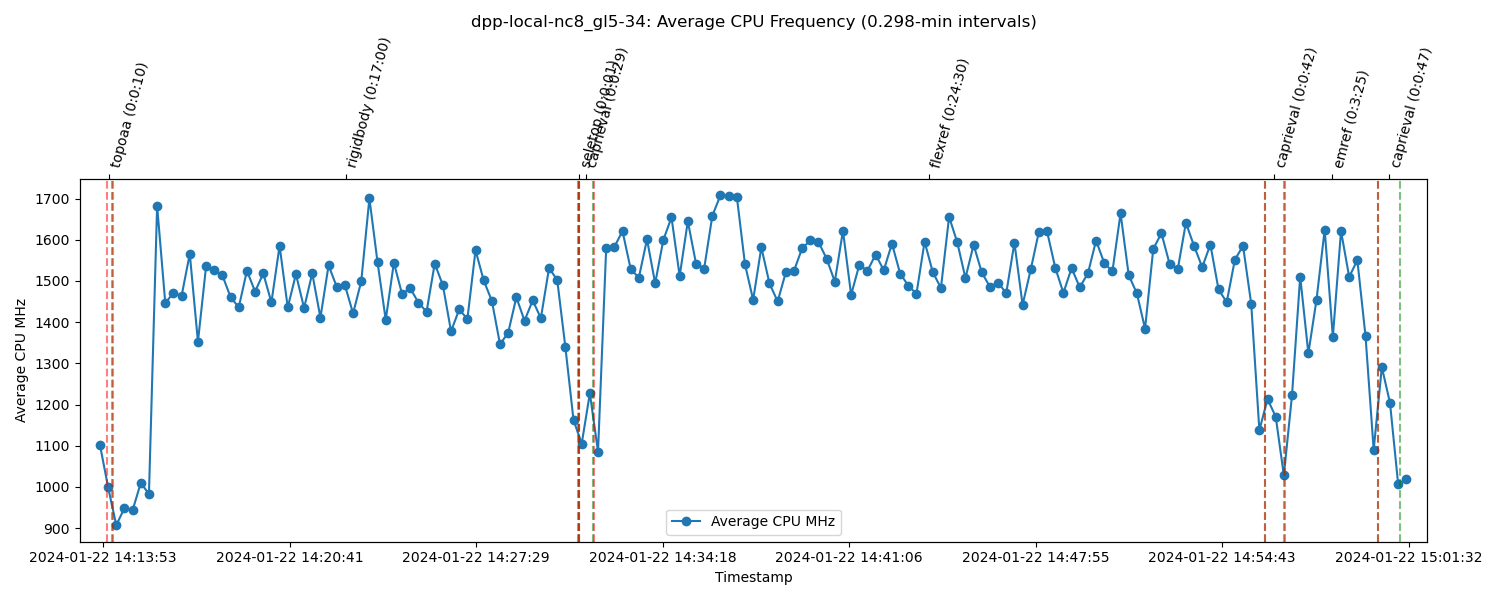 dpp-local-nc8_gl5-34: Average CPU Frequency (0.298-min intervals)
topoaa (0:0:10)
rigidbody (0:17:00)
seletop (0:0:01)
caprieval (0:0:29)
flexref (0:24:30)
caprieval (0:0:42)
emref (0:3:25)
caprieval (0:0:47)
1700
1600
1500
1400
1300
1200
1100
1000
900
Average CPU MHz
Average CPU MHz
2024-01-22 14:13:53
2024-01-22 14:20:41
2024-01-22 14:27:29
2024-01-22 14:34:18
2024-01-22 14:41:06
2024-01-22 14:47:55
2024-01-22 14:54:43
2024-01-22 15:01:32
Timestamp